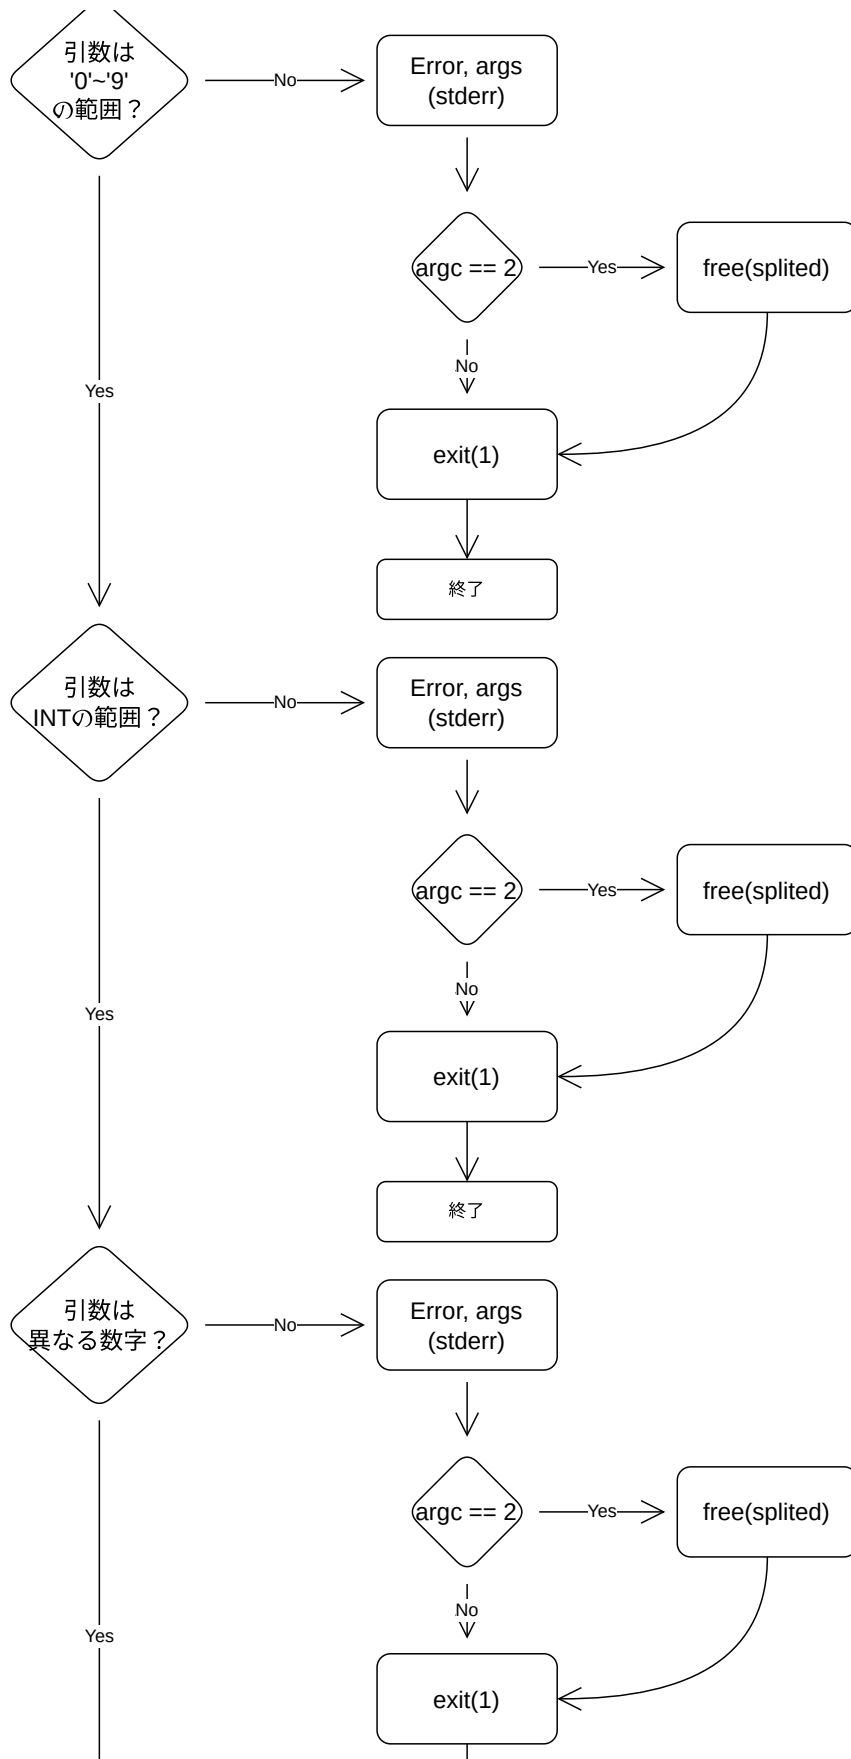 引数は
'0'~'9'
の範囲？
No
Error, args
(stderr)
argc == 2
Yes
free(splited)
No
Yes
exit(1)
終了
引数は
INTの範囲？
No
Error, args
(stderr)
argc == 2
Yes
free(splited)
No
Yes
exit(1)
終了
引数は
異なる数字？
No
Error, args
(stderr)
argc == 2
Yes
free(splited)
No
Yes
exit(1)